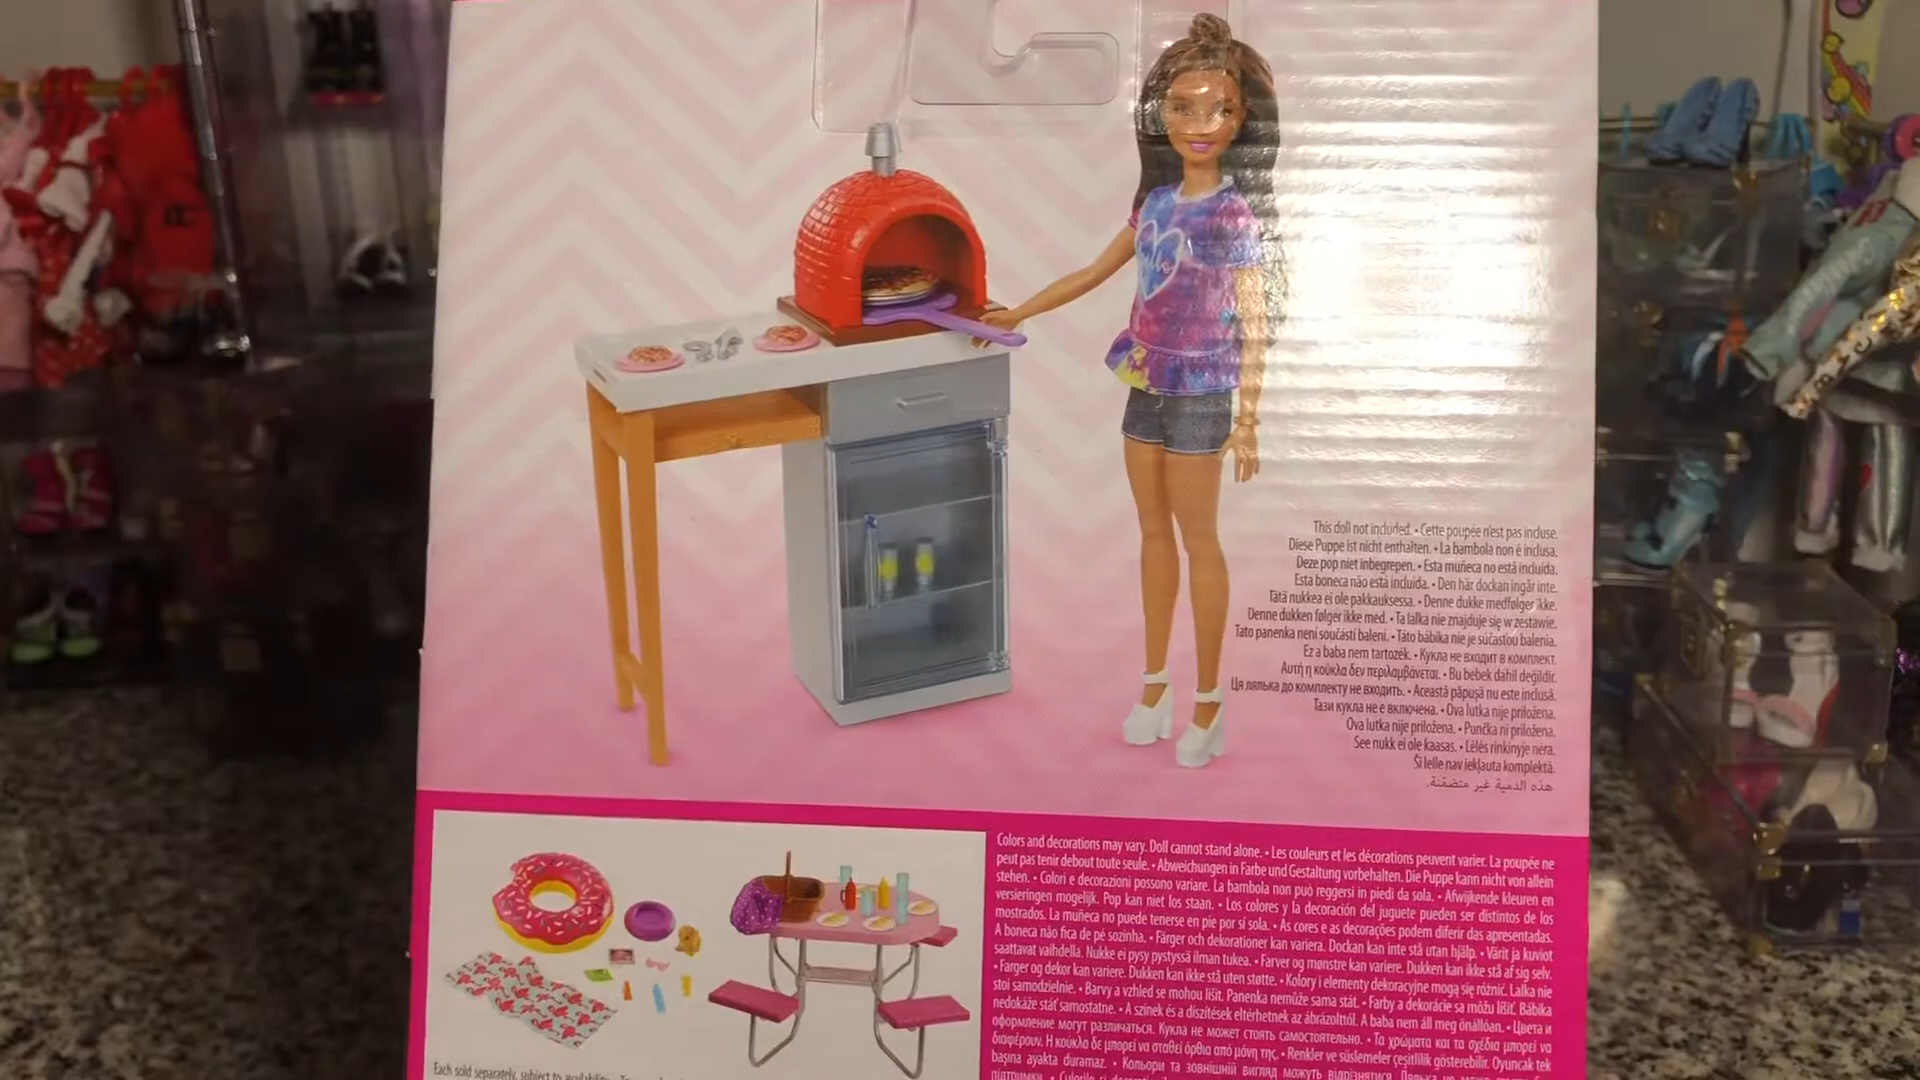 This doll not included. • Cette poupée n'est pas incluse.
Diese Puppe ist nicht enthalten. • La bambola non è inclusa.
Deze pop niet inbegrepen. • Esta muñeca no está incluida.
Esta boneca não está incluída. • Den här dockan ingår inte.
Tätä nukkea ei ole pakkauksessa. • Denne dukke medfølger ikke.
Denne dukken følger ikke med. • Ta lalka nie znajduje się w zestawie.
Tato panenka není součástí balení. • Táto bábika nie je súčasťou balenia.
Ez a baba nem tartozék. • Кукла не входит в комплект.
Αυτή η κούκλα δεν περιλαμβάνεται. • Bu bebek dahil değildir.
Ця лялька до комплекту не входить. • Această păpușă nu este inclusă.
Тази кукла не е включена. • Ova lutka nije priložena.
Ova lutka nije priložena. • Punčka ni priložena.
See nukk ei ole kaasas. • Lėlės rinkinyje nėra.
Šī lelle nav iekļauta komplektā.
هذه الدمية غير متضمّنة.
Colors and decorations may vary. Doll cannot stand alone. • Les couleurs et les décorations peuvent varier. La poupée ne
peut pas tenir debout toute seule. • Abweichungen in Farbe und Gestaltung vorbehalten. Die Puppe kann nicht von allein
stehen. • Colori e decorazioni possono variare. La bambola non può reggersi in piedi da sola. • Afwijkende kleuren en
versieringen mogelijk. Pop kan niet los staan. • Los colores y la decoración del juguete pueden ser distintos de los
mostrados. La muñeca no puede tenerse en pie por sí sola. • As cores e as decorações podem diferir das apresentadas.
A boneca não fica de pé sozinha. • Färger och dekorationer kan variera. Dockan kan inte stå utan hjälp. • Värit ja kuviot
saattavat vaihdella. Nukke ei pysy pystyssä ilman tukea. • Farver og mønstre kan variere. Dukken kan ikke stå af sig selv.
• Farger og dekor kan variere. Dukken kan ikke stå uten støtte. • Kolory i elementy dekoracyjne mogą się różnić. Lalka nie
stoi samodzielnie. • Barvy a vzhled se mohou lišit. Panenka nemůže sama stát. • Farby a dekorácie sa môžu líšiť. Bábika
nedokáže stáť samostatne. • A színek és a díszítések eltérhetnek az ábrázolttól. A baba nem áll meg önállóan. • Цвета и
оформление могут различаться. Кукла не может стоять самостоятельно. • Τα χρώματα και τα σχέδια μπορεί να
διαφέρουν. Η κούκλα δε μπορεί να σταθεί όρθια από μόνη της. • Renkler ve süslemeler çeşitlilik gösterebilir. Oyuncak tek
başına ayakta duramaz. • Кольори та зовнішній вигляд можуть відрізнятися. Лялька не може
Each sold separately, subject to availability.